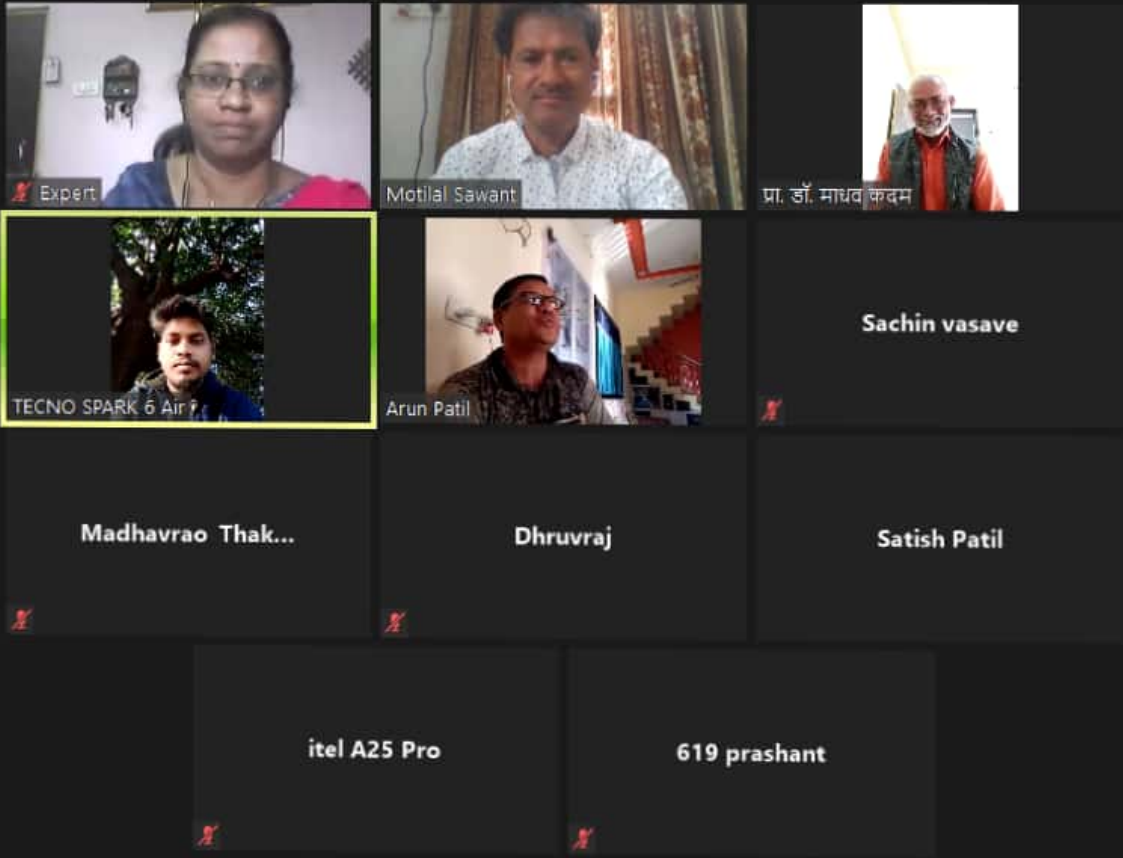 Expert
Motilal Sawant
प्रा. डॉ. माधव कदम
TECNO SPARK 6 Air
Arun Patil
Sachin vasave
Madhavrao Thak...
Dhruvraj
Satish Patil
itel A25 Pro
619 prashant